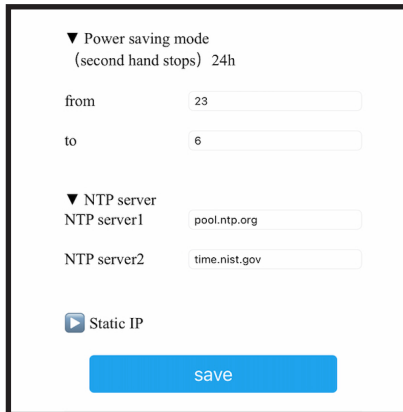 ▼ Power saving mode
（second hand stops）24h
from 23
to 6
▼ NTP server
NTP server1 pool.ntp.org
NTP server2 time.nist.gov
▶️ Static IP
save